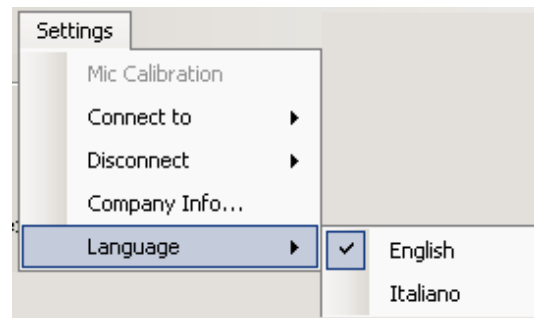 Settings
Mic Calibration
Connect to
Disconnect
Company Info...
Language
English
Italiano